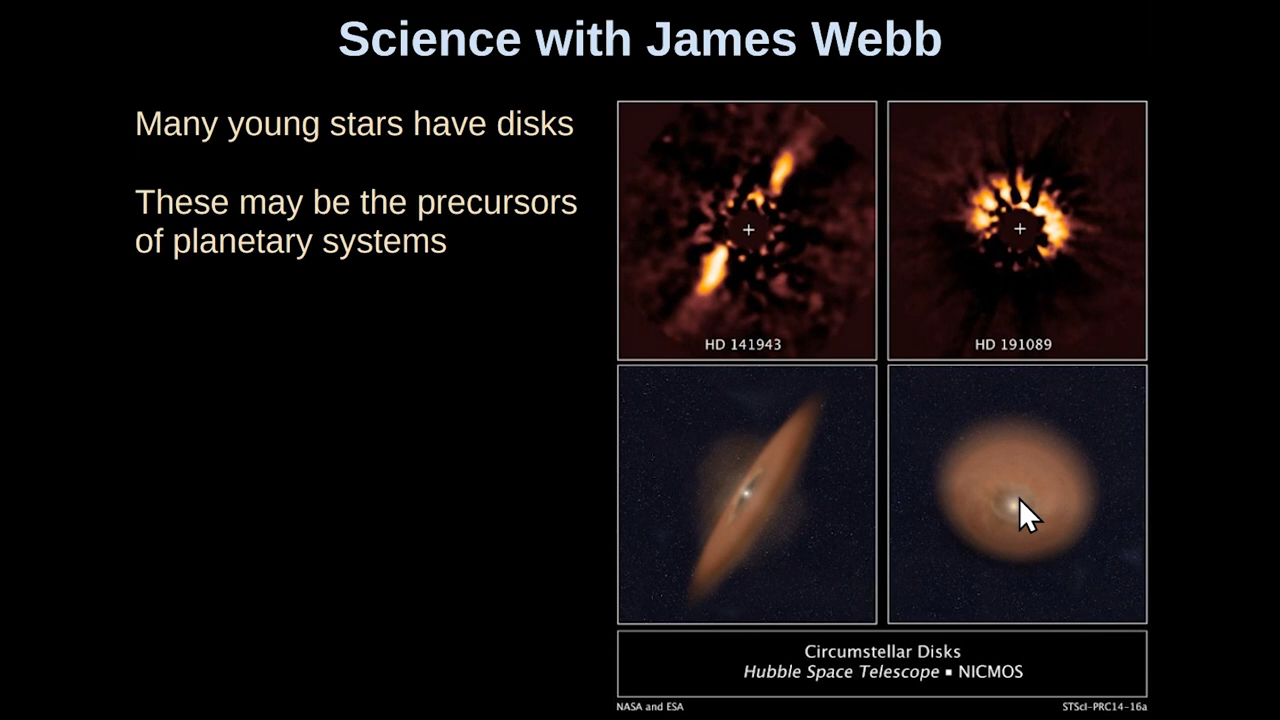 Science with James Webb
Many young stars have disks
These may be the precursors
of planetary systems
HD 141943
HD 191089
Circumstellar Disks
Hubble Space Telescope ▪ NICMOS
NASA and ESA
STScI-PRC14-16a